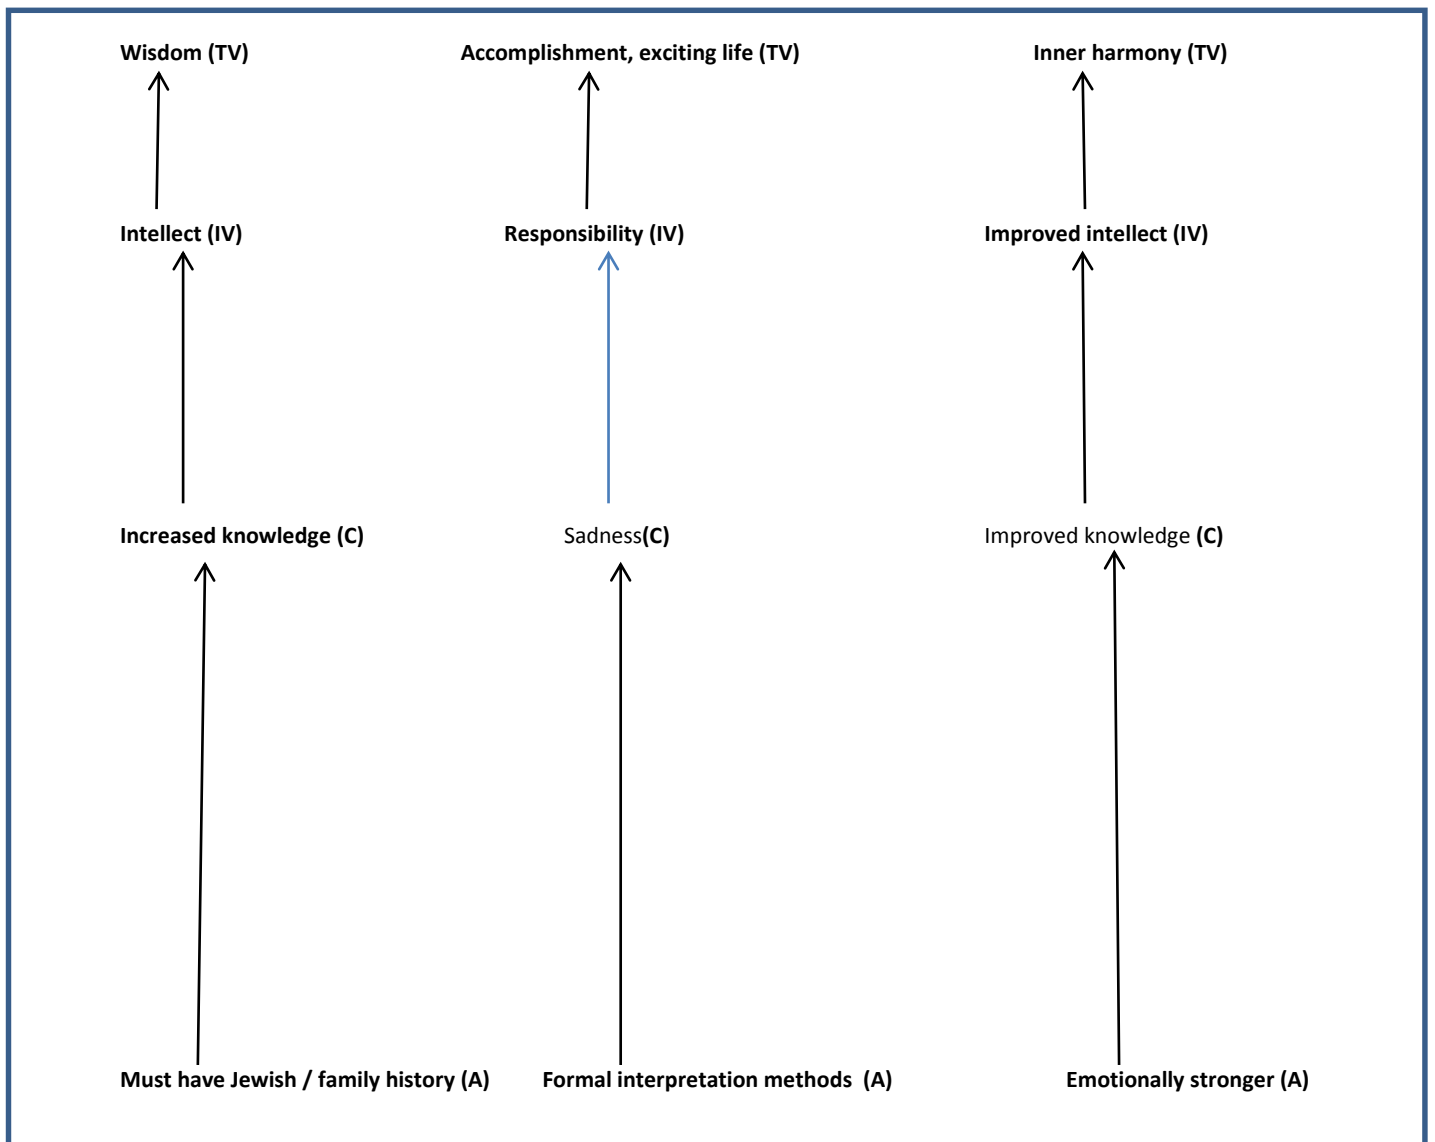 Wisdom (TV) Accomplishment, exciting life (TV) Inner harmony (TV)
Intellect (IV) Responsibility (IV) Improved intellect (IV)
Increased knowledge (C) Sadness(C) Improved knowledge (C)
Must have Jewish / family history (A) Formal interpretation methods (A) Emotionally stronger (A)